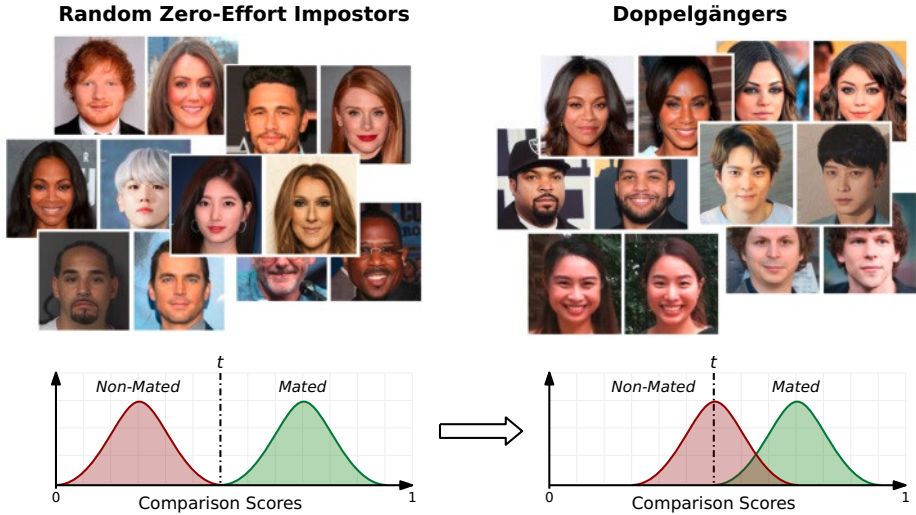 Random Zero-Effort Impostors
Doppelgängers
t
Non-Mated
Mated
0
1
Comparison Scores
t
Non-Mated
Mated
0
1
Comparison Scores